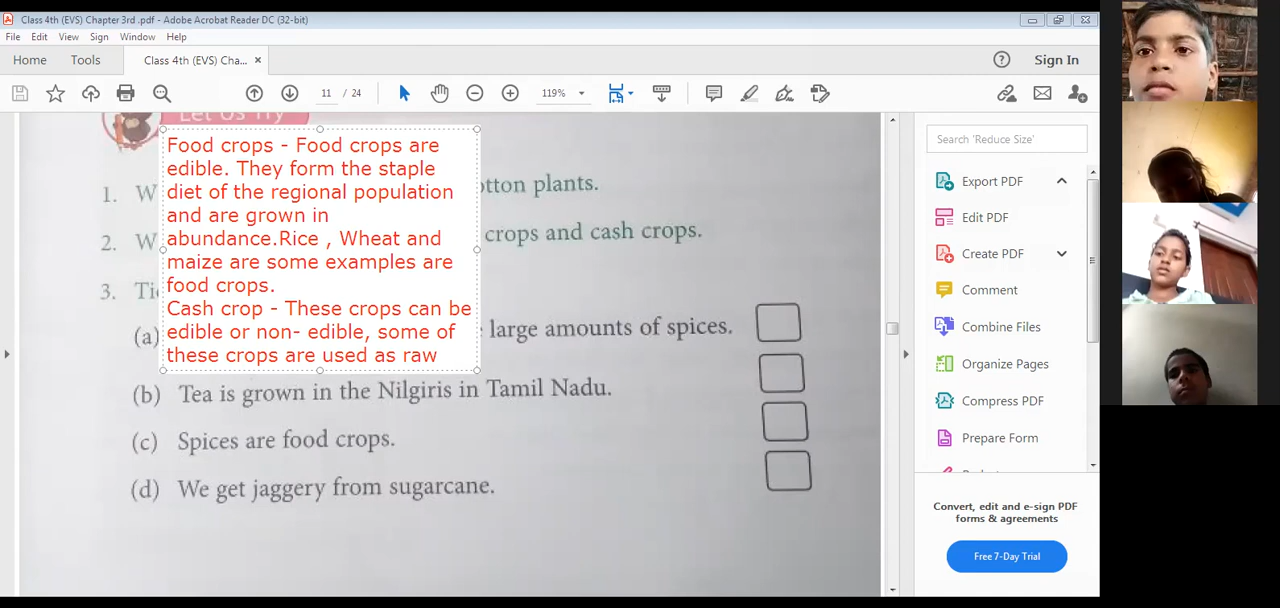 Class 4th (EVS) Chapter 3rd .pdf - Adobe Acrobat Reader DC (32-bit)
File Edit View Sign Window Help
Home Tools Class 4th (EVS) Cha... × Sign In
11 / 24 119%
Let Us Try
Food crops - Food crops are
edible. They form the staple
diet of the regional population
and are grown in
abundance.Rice , Wheat and
maize are some examples are
food crops.
Cash crop - These crops can be
edible or non- edible, some of
these crops are used as raw
1. W otton plants.
2. W crops and cash crops.
3. Ti
(a) large amounts of spices.
(b) Tea is grown in the Nilgiris in Tamil Nadu.
(c) Spices are food crops.
(d) We get jaggery from sugarcane.
Search 'Reduce Size'
Export PDF
Edit PDF
Create PDF
Comment
Combine Files
Organize Pages
Compress PDF
Prepare Form
Convert, edit and e-sign PDF
forms & agreements
Free 7-Day Trial